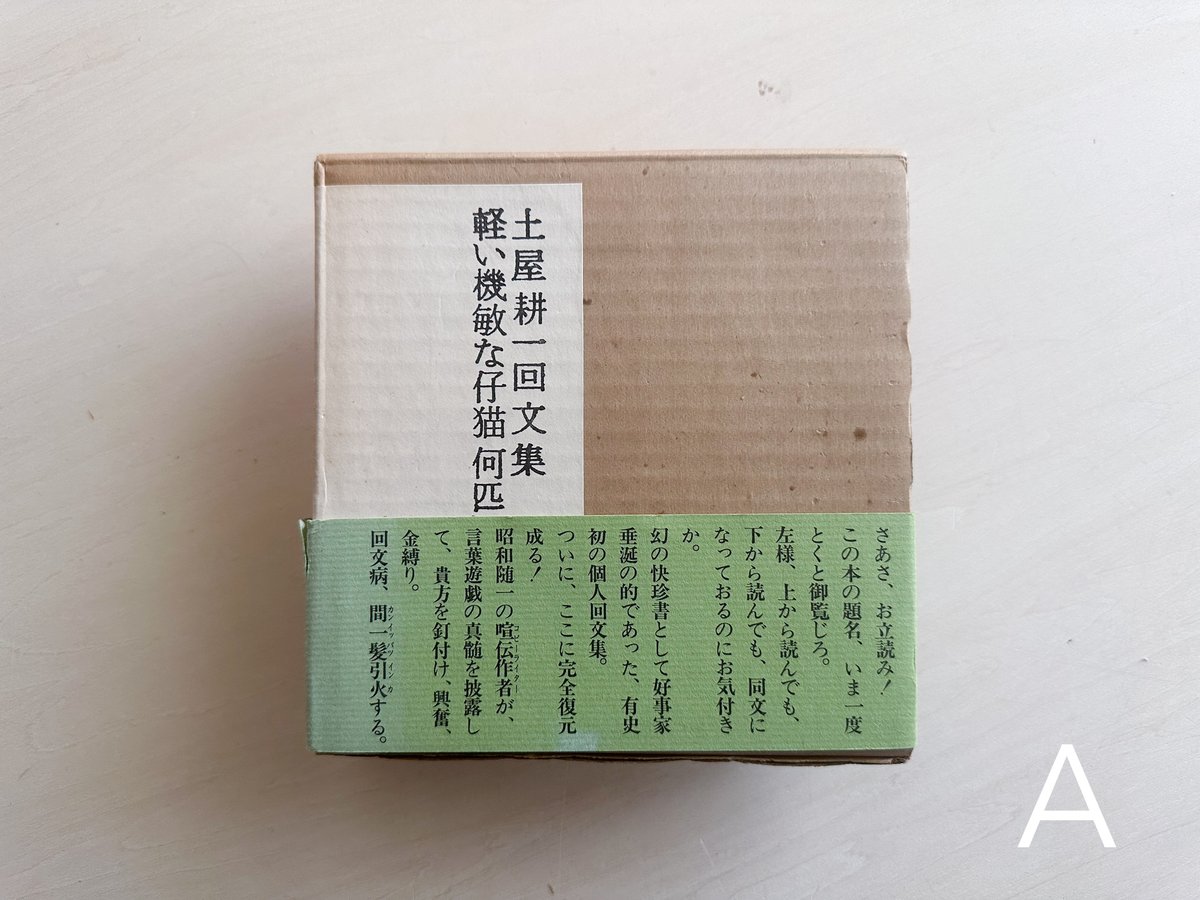 土屋耕一回文集
軽い機敏な仔猫何匹
さあさ、お立読み!
この本の題名、いま一度
とくと御覧じろ。
左様、上から読んでも、
下から読んでも、同文に
なっておるのにお気付き
か。
幻の快珍書として好事家
垂涎の的であった、有史
初の個人回文集。
ついに、ここに完全復元
成る!
昭和随一の喧伝作者が、
言葉遊戯の真髄を披露し
て、貴方を釘付け、興奮、
金縛り。
回文病、間一髪引火する。
A